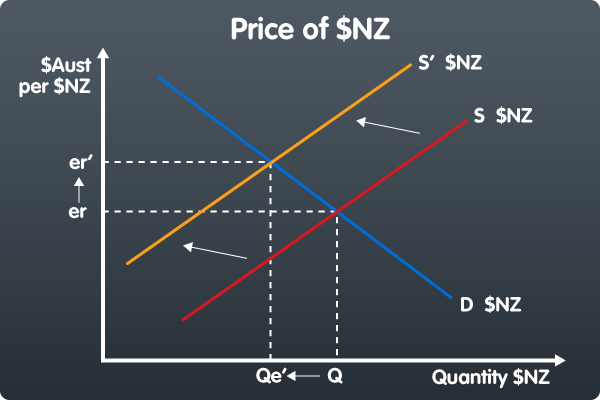 Price of $NZ
$Aust
per $NZ
S′ $NZ
S $NZ
er′
er
D $NZ
Qe′
Q
Quantity $NZ